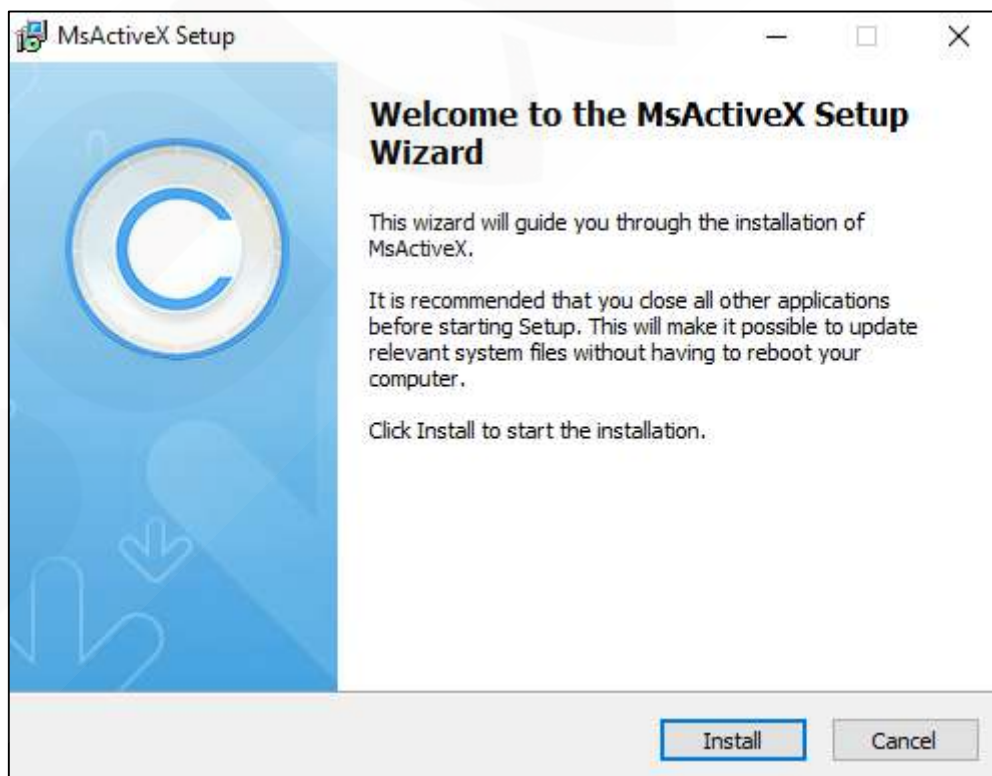 MsActiveX Setup
Welcome to the MsActiveX Setup
Wizard
This wizard will guide you through the installation of
MsActiveX.
It is recommended that you close all other applications
before starting Setup. This will make it possible to update
relevant system files without having to reboot your
computer.
Click Install to start the installation.
Install
Cancel